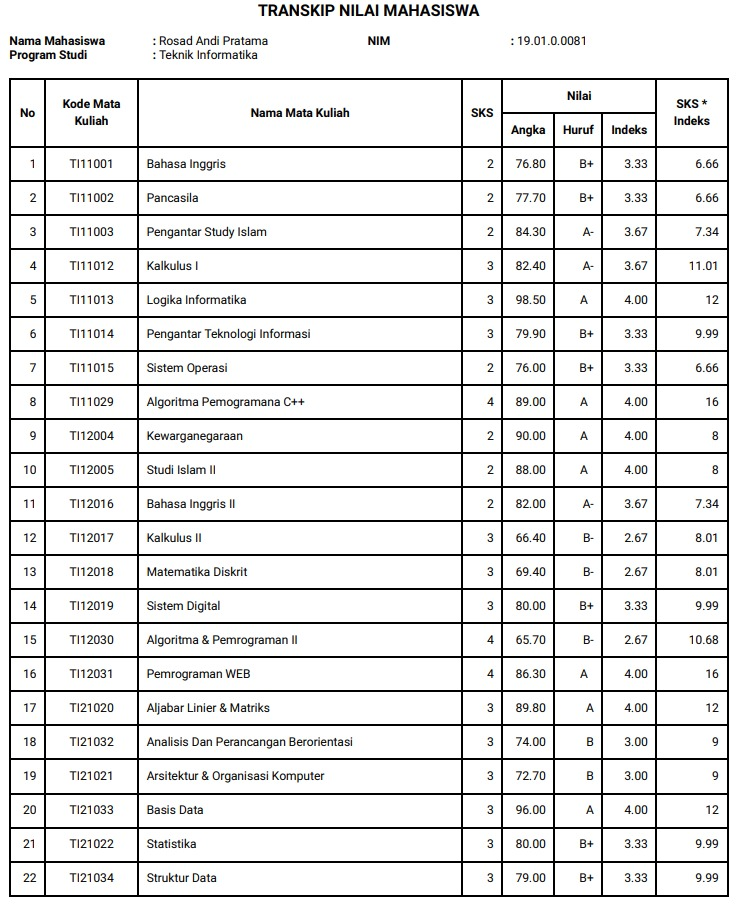 TRANSKIP NILAI MAHASISWA
Nama Mahasiswa : Rosad Andi Pratama NIM : 19.01.0.0081
Program Studi : Teknik Informatika
No Kode Mata Kuliah Nama Mata Kuliah SKS Nilai SKS * Indeks
Angka Huruf Indeks
1 TI11001 Bahasa Inggris 2 76.80 B+ 3.33 6.66
2 TI11002 Pancasila 2 77.70 B+ 3.33 6.66
3 TI11003 Pengantar Study Islam 2 84.30 A- 3.67 7.34
4 TI11012 Kalkulus I 3 82.40 A- 3.67 11.01
5 TI11013 Logika Informatika 3 98.50 A 4.00 12
6 TI11014 Pengantar Teknologi Informasi 3 79.90 B+ 3.33 9.99
7 TI11015 Sistem Operasi 2 76.00 B+ 3.33 6.66
8 TI11029 Algoritma Pemogramana C++ 4 89.00 A 4.00 16
9 TI12004 Kewarganegaraan 2 90.00 A 4.00 8
10 TI12005 Studi Islam II 2 88.00 A 4.00 8
11 TI12016 Bahasa Inggris II 2 82.00 A- 3.67 7.34
12 TI12017 Kalkulus II 3 66.40 B- 2.67 8.01
13 TI12018 Matematika Diskrit 3 69.40 B- 2.67 8.01
14 TI12019 Sistem Digital 3 80.00 B+ 3.33 9.99
15 TI12030 Algoritma & Pemrograman II 4 65.70 B- 2.67 10.68
16 TI12031 Pemrograman WEB 4 86.30 A 4.00 16
17 TI21020 Aljabar Linier & Matriks 3 89.80 A 4.00 12
18 TI21032 Analisis Dan Perancangan Berorientasi 3 74.00 B 3.00 9
19 TI21021 Arsitektur & Organisasi Komputer 3 72.70 B 3.00 9
20 TI21033 Basis Data 3 96.00 A 4.00 12
21 TI21022 Statistika 3 80.00 B+ 3.33 9.99
22 TI21034 Struktur Data 3 79.00 B+ 3.33 9.99